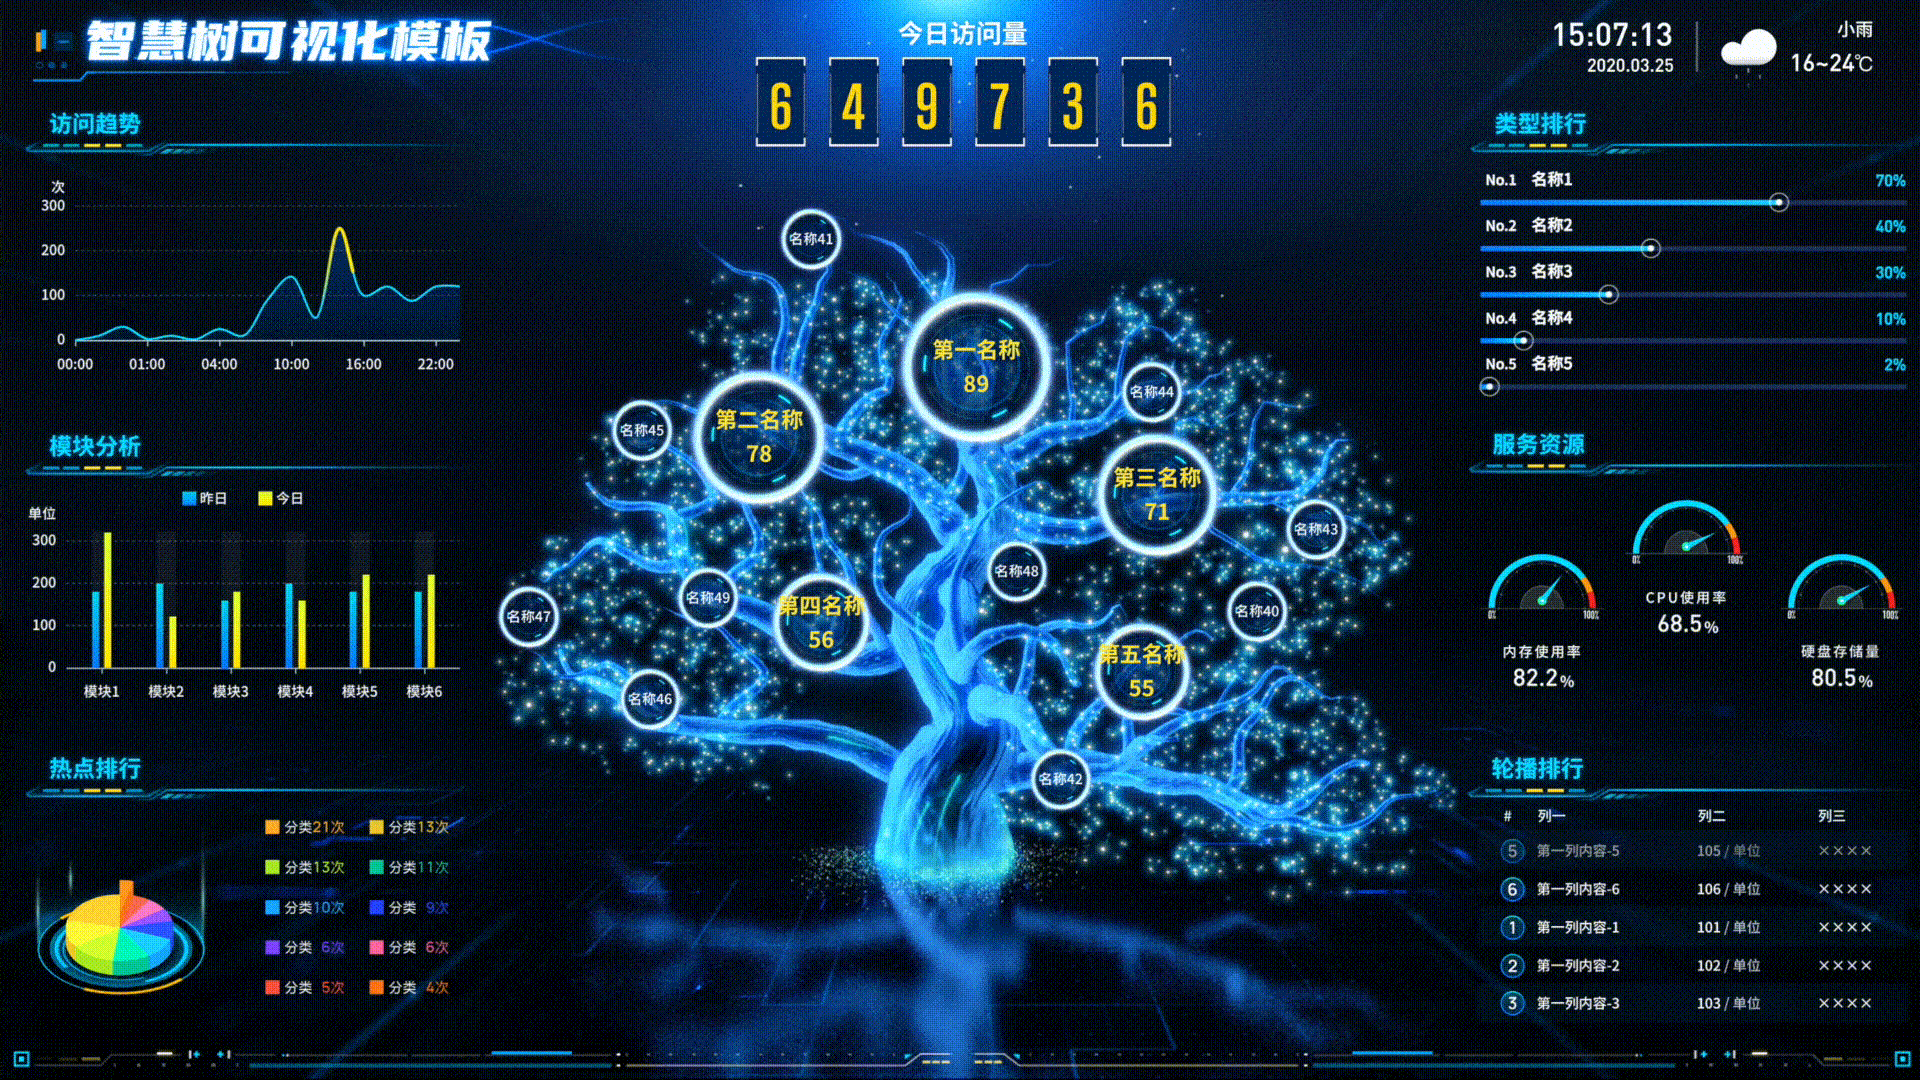 智慧树可视化模板
今日访问量
6 4 9 7 3 6
15:07:13
2020.03.25
小雨
16~24℃
访问趋势
次
300
200
100
0
00:00 01:00 04:00 10:00 16:00 22:00
模块分析
昨日 今日
单位
300
200
100
0
模块1 模块2 模块3 模块4 模块5 模块6
热点排行
分类21次 分类13次
分类13次 分类11次
分类10次 分类 9次
分类 6次 分类 6次
分类 5次 分类 4次
名称41
第一名称
89
名称44
第二名称
78
名称45
第三名称
71
名称43
名称48
名称49
第四名称
56
名称47
名称40
第五名称
55
名称46
名称42
类型排行
No.1 名称1 70%
No.2 名称2 40%
No.3 名称3 30%
No.4 名称4 10%
No.5 名称5 2%
服务资源
0% 100%
CPU使用率
68.5%
0% 100%
内存使用率
82.2%
0% 100%
硬盘存储量
80.5%
轮播排行
# 列一 列二 列三
5 第一列内容-5 105 / 单位 ××××
6 第一列内容-6 106 / 单位 ××××
1 第一列内容-1 101 / 单位 ××××
2 第一列内容-2 102 / 单位 ××××
3 第一列内容-3 103 / 单位 ××××